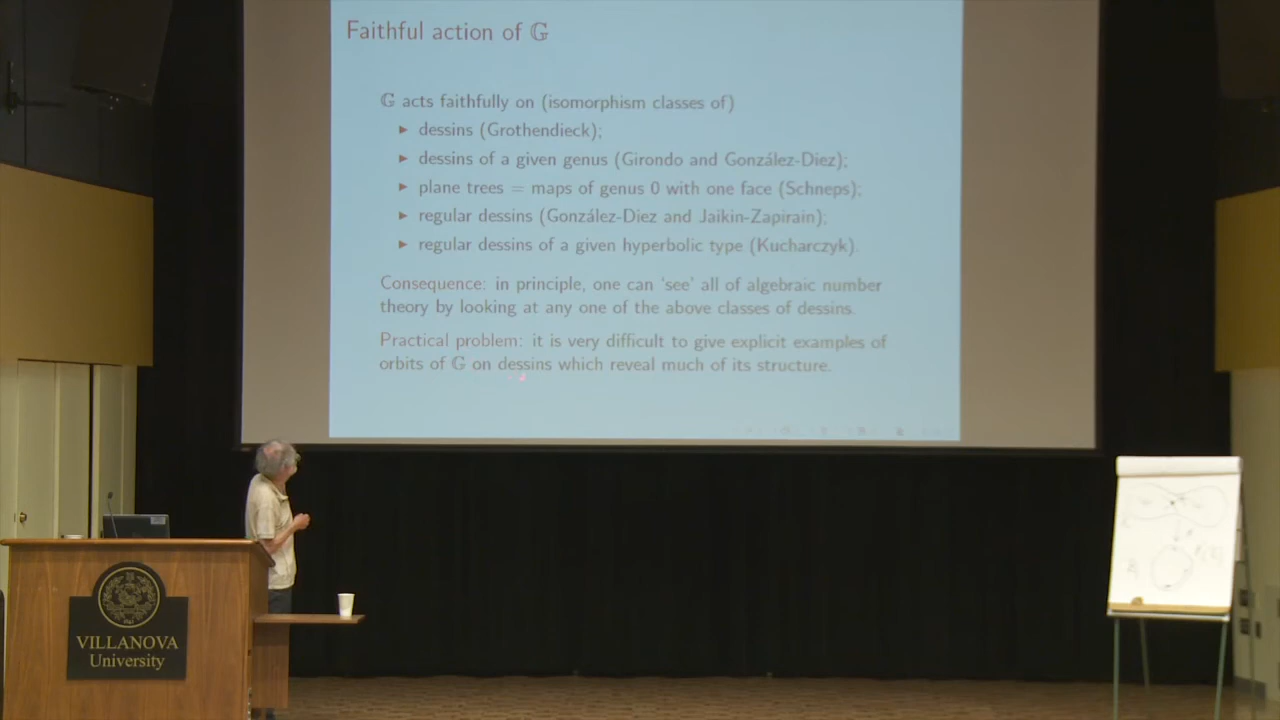 Faithful action of 𝔾
𝔾 acts faithfully on (isomorphism classes of)
▶ dessins (Grothendieck);
▶ dessins of a given genus (Girondo and González-Diez);
▶ plane trees = maps of genus 0 with one face (Schneps);
▶ regular dessins (González-Diez and Jaikin-Zapirain);
▶ regular dessins of a given hyperbolic type (Kucharczyk).
Consequence: in principle, one can ‘see’ all of algebraic number
theory by looking at any one of the above classes of dessins.
Practical problem: it is very difficult to give explicit examples of
orbits of 𝔾 on dessins which reveal much of its structure.
VILLANOVA
University